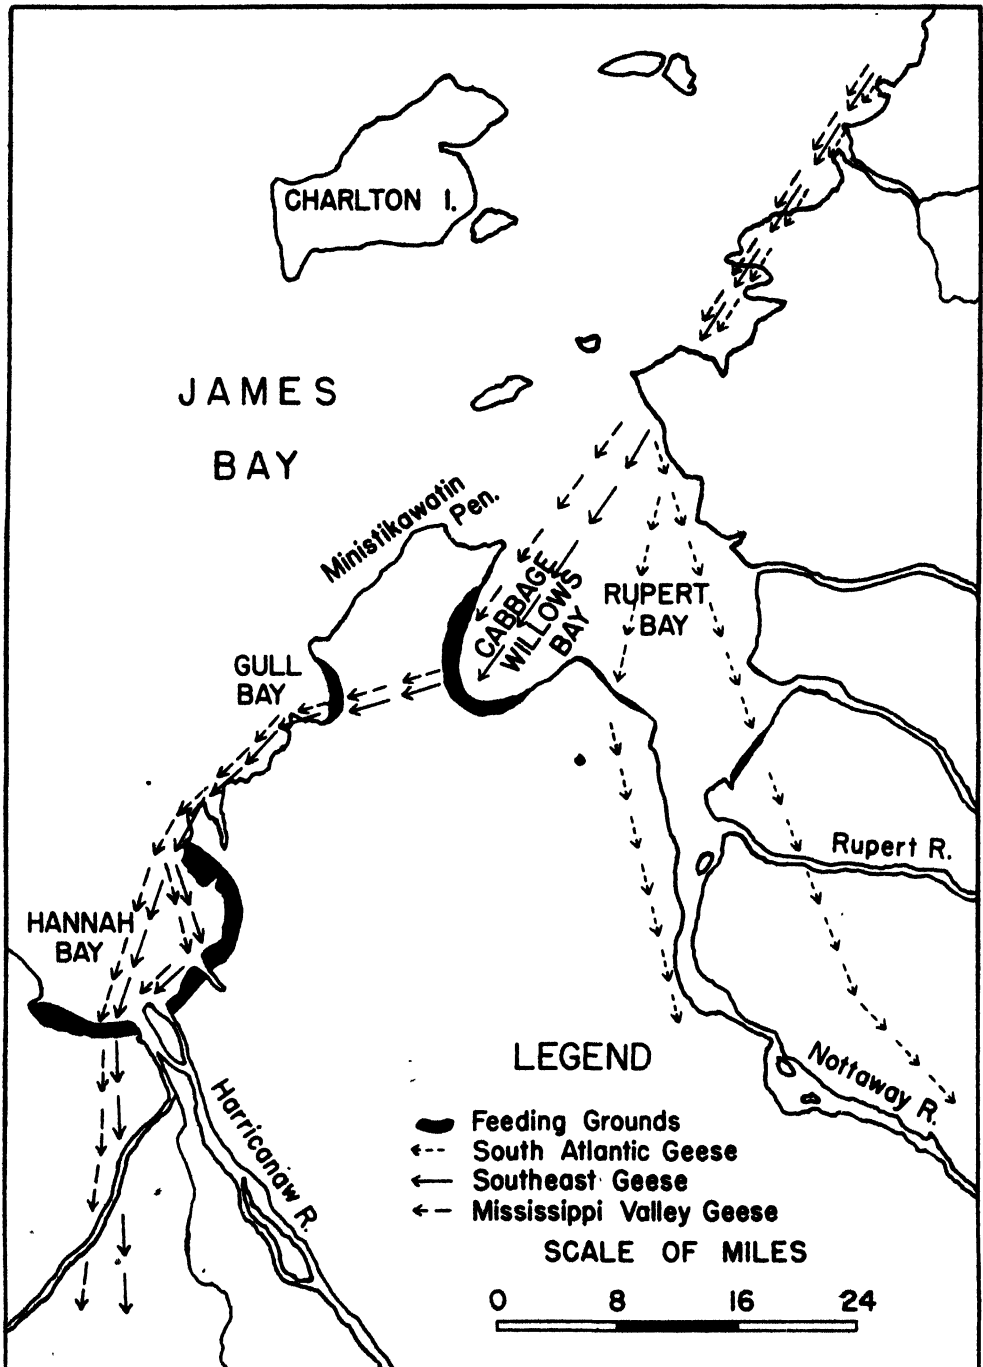 CHARLTON I.
JAMES
BAY
Ministikawatin
Pen.
CABBAGE
WILLOWS
BAY
RUPERT
BAY
GULL
BAY
HANNAH
BAY
Rupert R.
Nottaway R.
Harricanaw R.
LEGEND
Feeding Grounds
South Atlantic Geese
Southeast Geese
Mississippi Valley Geese
SCALE OF MILES
0 8 16 24